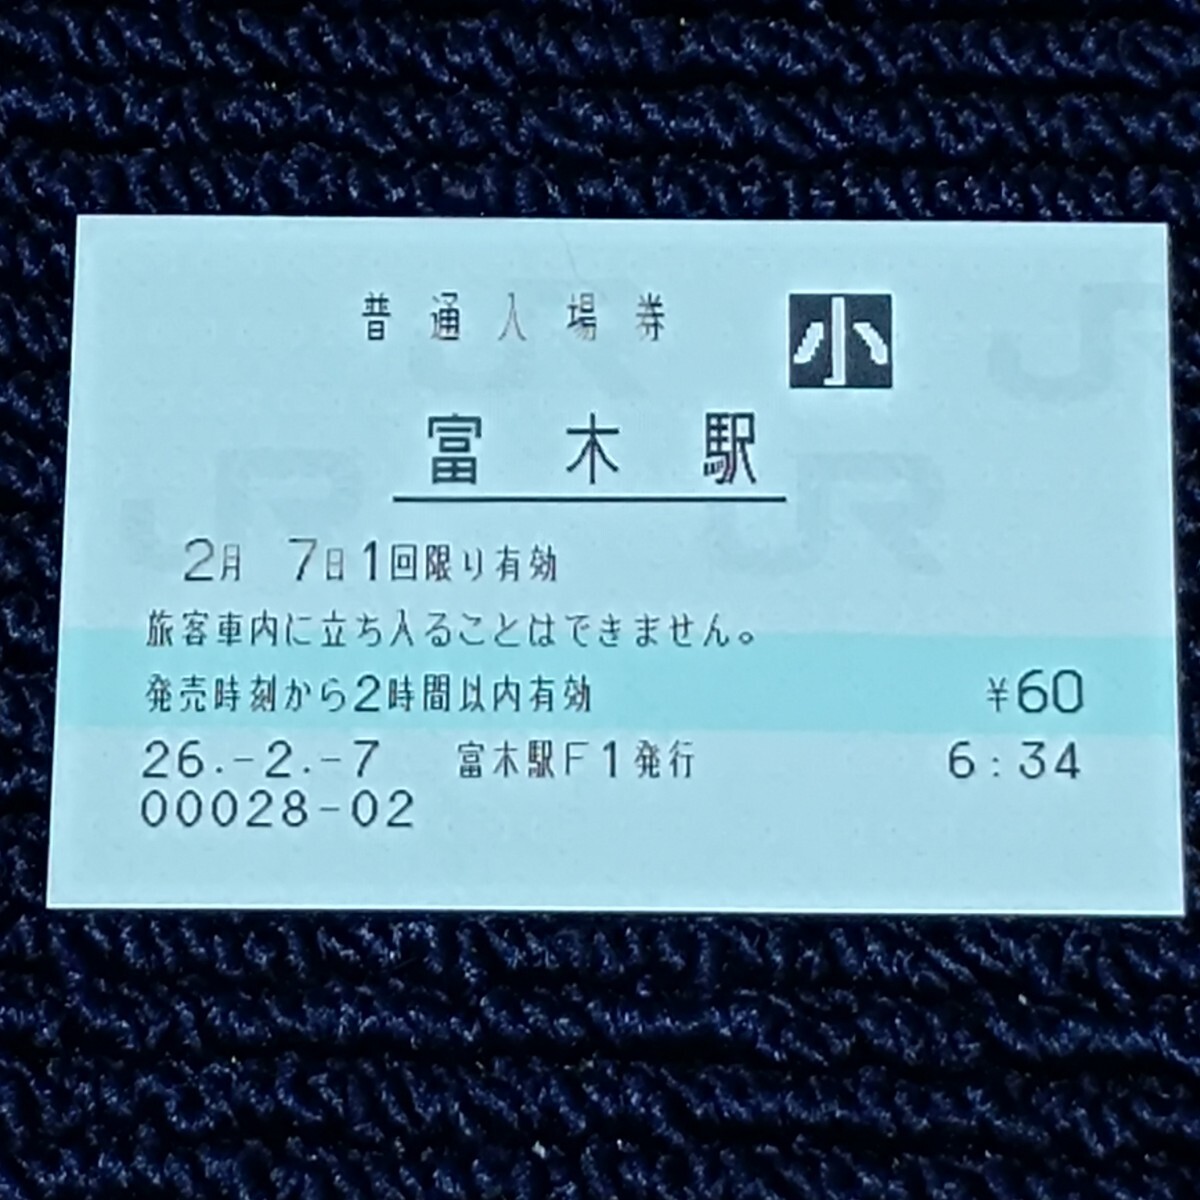 普通入場券 小
富木駅
2月 7日1回限り有効
旅客車内に立ち入ることはできません。
発売時刻から2時間以内有効 ¥60
26.-2.-7 富木駅F1発行 6:34
00028-02